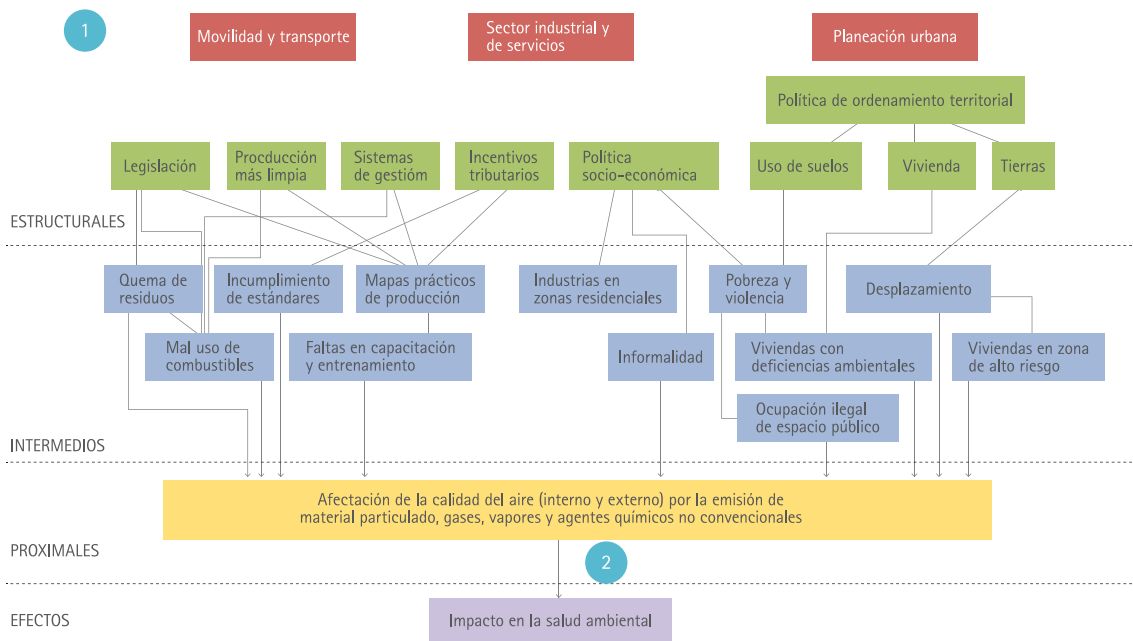 1
Movilidad y transporte
Sector industrial y
de servicios
Planeación urbana
Política de ordenamiento territorial
Legislación
Procducción
más limpia
Sistemas
de gestióm
Incentivos
tributarios
Política
socio-económica
Uso de suelos
Vivienda
Tierras
ESTRUCTURALES
Quema de
residuos
Incumplimiento
de estándares
Mapas prácticos
de producción
Industrias en
zonas residenciales
Pobreza y
violencia
Desplazamiento
Mal uso de
combustibles
Faltas en capacitación
y entrenamiento
Informalidad
Viviendas con
deficiencias ambientales
Viviendas en zona
de alto riesgo
Ocupación ilegal
de espacio público
INTERMEDIOS
Afectación de la calidad del aire (interno y externo) por la emisión de
material particulado, gases, vapores y agentes químicos no convencionales
PROXIMALES
2
EFECTOS
Impacto en la salud ambiental